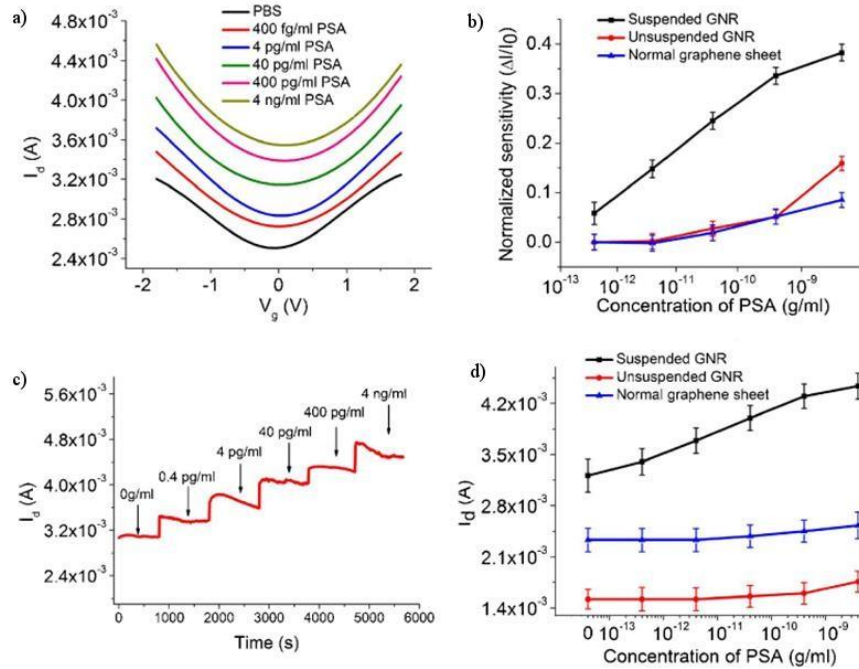 a)
PBS
400 fg/ml PSA
4 pg/ml PSA
40 pg/ml PSA
400 pg/ml PSA
4 ng/ml PSA
4.8x10⁻³
4.4x10⁻³
4.0x10⁻³
3.6x10⁻³
3.2x10⁻³
2.8x10⁻³
2.4x10⁻³
I_d (A)
-2 -1 0 1 2
V_g (V)
b)
Suspended GNR
Unsuspended GNR
Normal graphene sheet
0.4
0.3
0.2
0.1
0.0
Normalized sensitivity (ΔI/I₀)
10⁻¹³ 10⁻¹² 10⁻¹¹ 10⁻¹⁰ 10⁻⁹
Concentration of PSA (g/ml)
c)
5.6x10⁻³
4.8x10⁻³
4.0x10⁻³
3.2x10⁻³
2.4x10⁻³
I_d (A)
0g/ml
0.4 pg/ml
4 pg/ml
40 pg/ml
400 pg/ml
4 ng/ml
0 1000 2000 3000 4000 5000 6000
Time (s)
d)
Suspended GNR
Unsuspended GNR
Normal graphene sheet
4.2x10⁻³
3.5x10⁻³
2.1x10⁻³
1.4x10⁻³
I_d (A)
0 10⁻¹³ 10⁻¹² 10⁻¹¹ 10⁻¹⁰ 10⁻⁹
Concentration of PSA (g/ml)